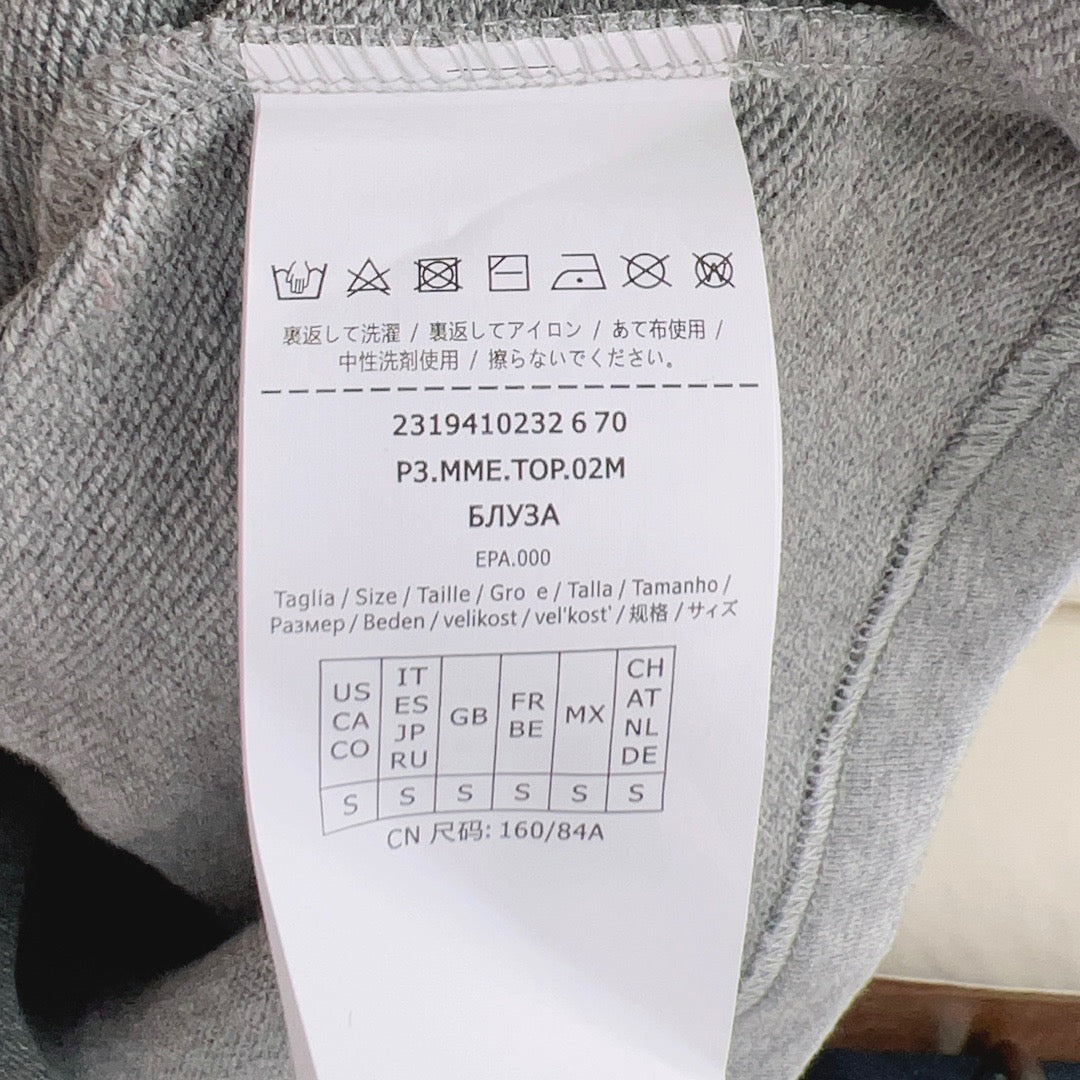 W
裏返して洗濯 / 裏返してアイロン / あて布使用 /
中性洗剤使用 / 擦らないでください。
2319410232 6 70
P3.MME.TOP.02M
БЛУЗА
EPA.000
Taglia / Size / Taille / Gro e / Talla / Tamanho /
Размер / Beden / velikost / vel'kost' / 规格 / サイズ
US CA CO
IT ES JP RU
GB
FR BE
MX
CH AT NL DE
S S S S S S
CN 尺码: 160/84A